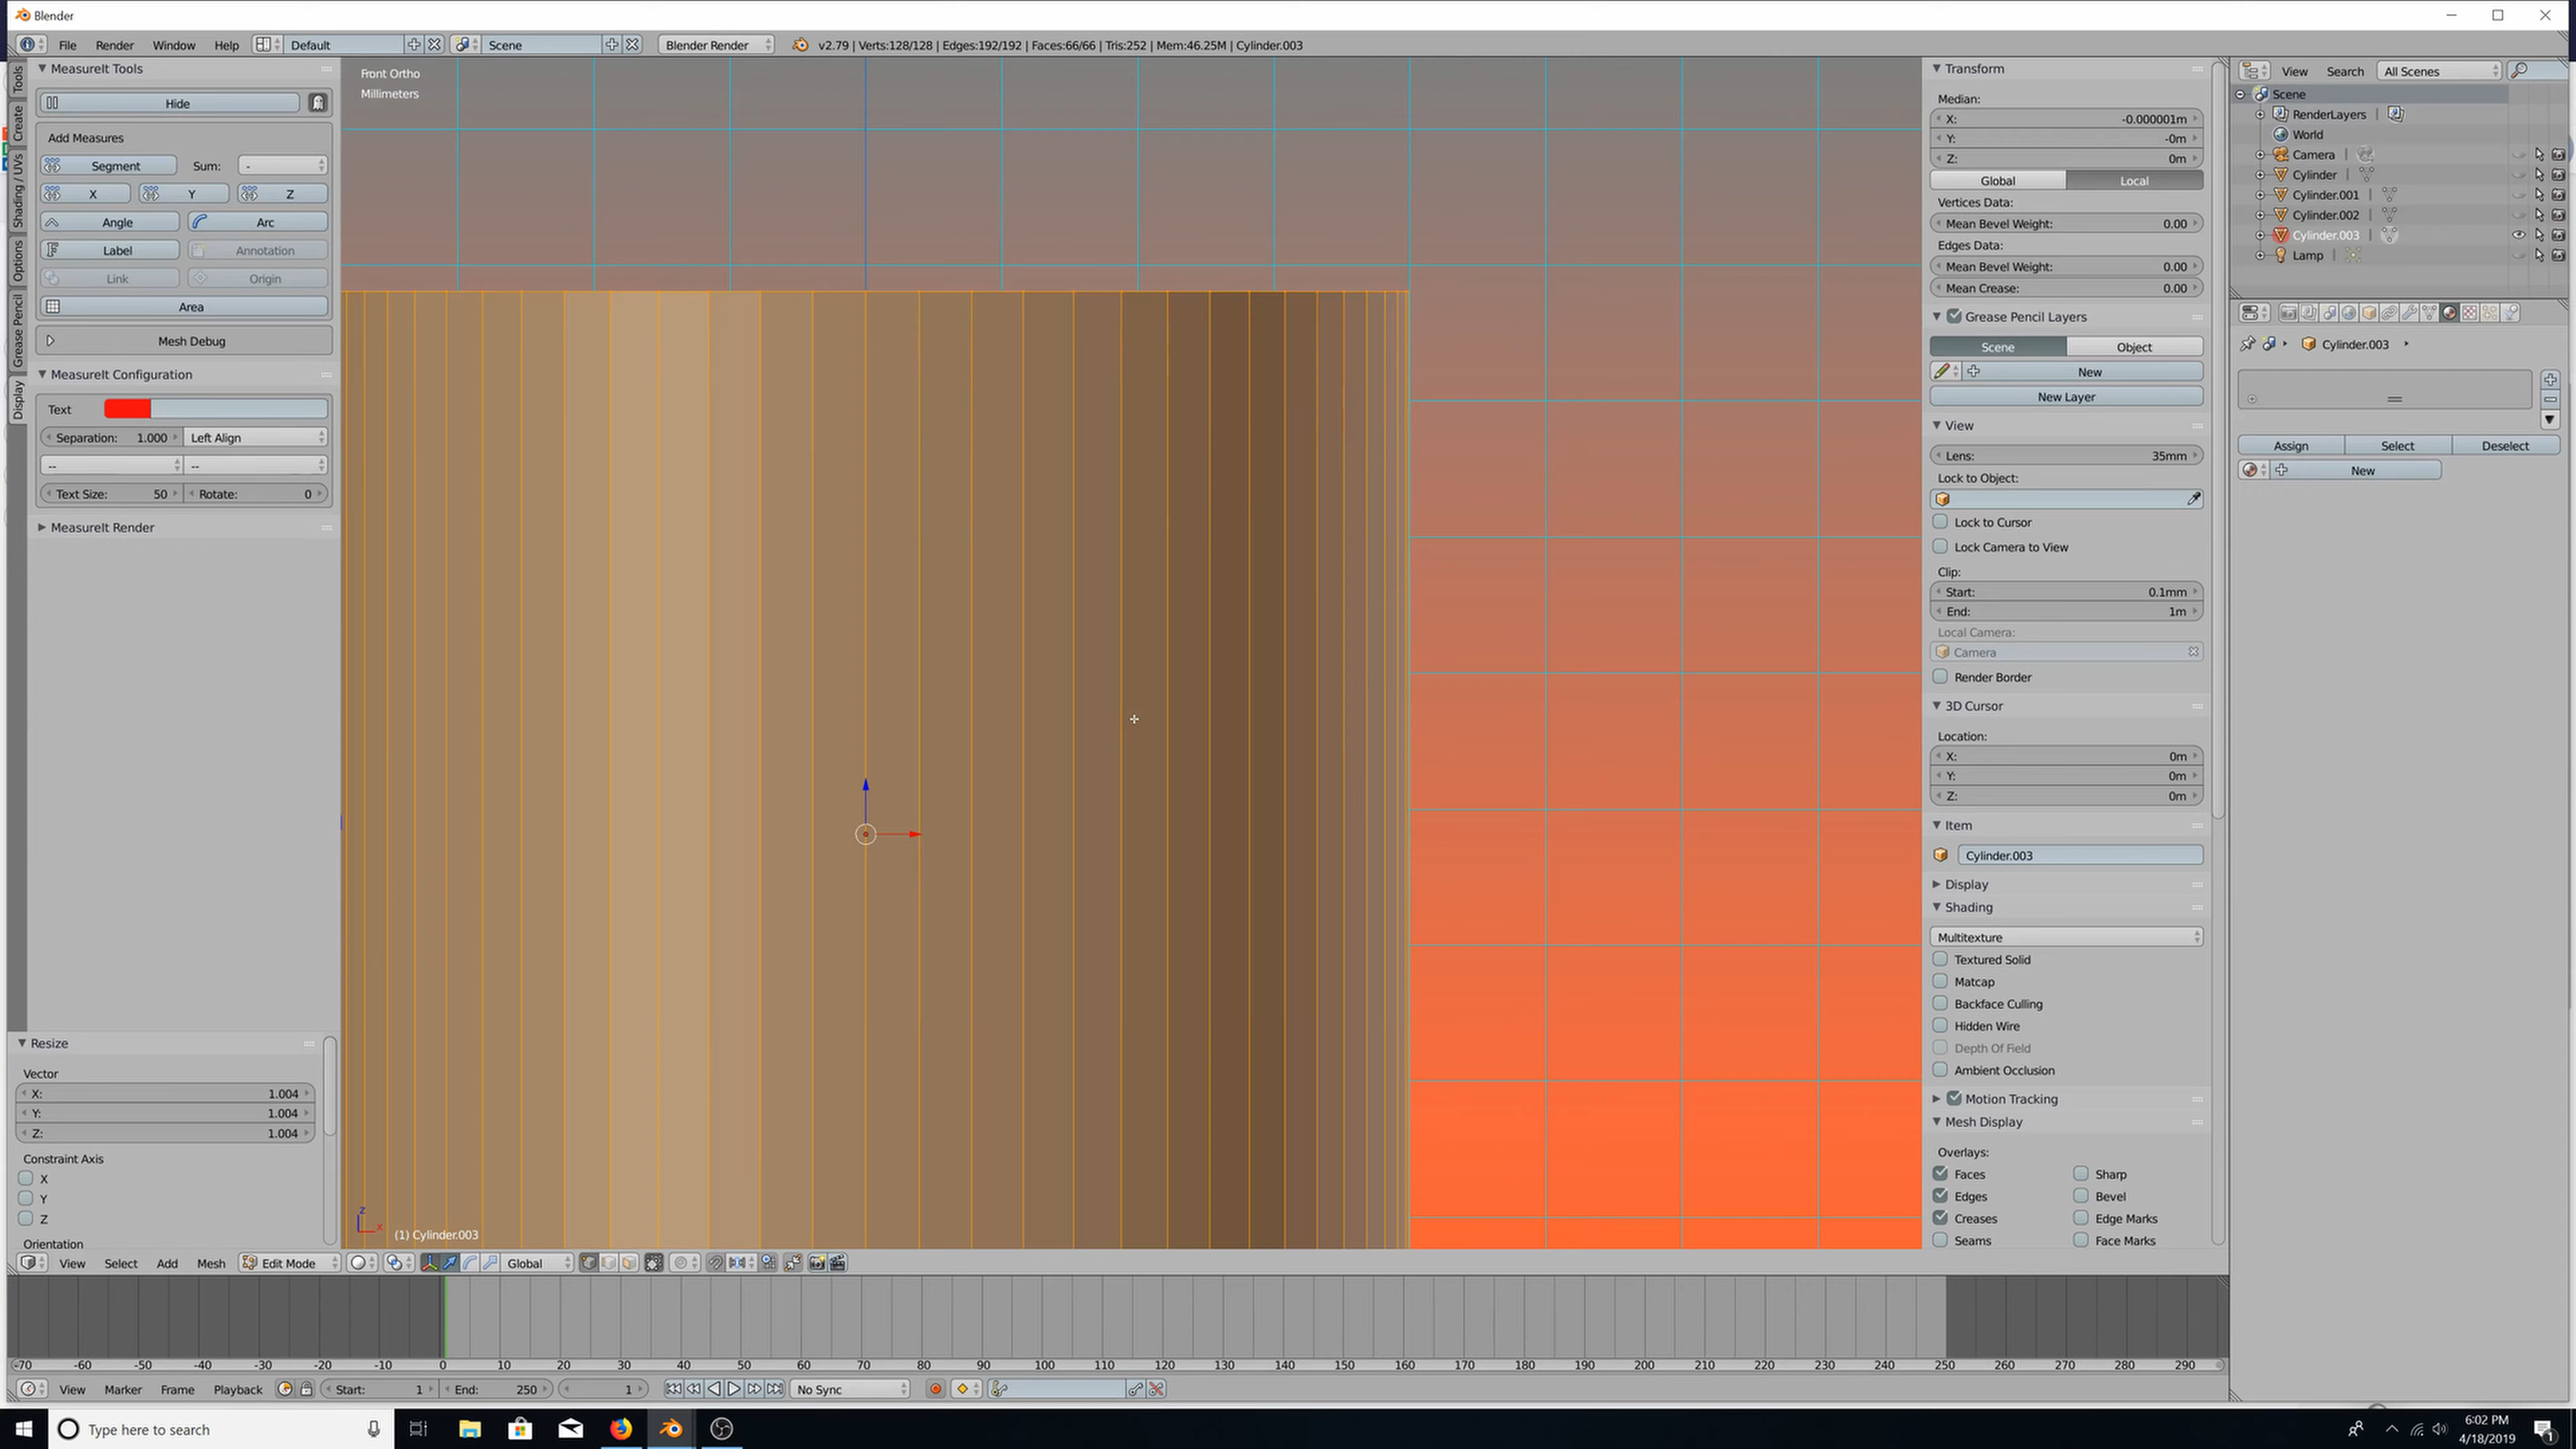 Blender
File Render Window Help Default Scene Blender Render v2.79 | Verts:128/128 | Edges:192/192 | Faces:66/66 | Tris:252 | Mem:46.25M | Cylinder.003
Tools
Create
Shading / UVs
Options
Grease Pencil
Display
MeasureIt Tools
Hide
Add Measures
Segment Sum: -
X Y Z
Angle Arc
Label Annotation
Link Origin
Area
Mesh Debug
MeasureIt Configuration
Text
Separation: 1.000 Left Align
-- --
Text Size: 50 Rotate: 0
MeasureIt Render
Resize
Vector
X: 1.004
Y: 1.004
Z: 1.004
Constraint Axis
X
Y
Z
Orientation
Front Ortho
Millimeters
z
x
(1) Cylinder.003
View Select Add Mesh Edit Mode Global
Transform
Median:
X: -0.000001m
Y: -0m
Z: 0m
Global Local
Vertices Data:
Mean Bevel Weight: 0.00
Edges Data:
Mean Bevel Weight: 0.00
Mean Crease: 0.00
Grease Pencil Layers
Scene Object
New
New Layer
View
Lens: 35mm
Lock to Object:
Lock to Cursor
Lock Camera to View
Clip:
Start: 0.1mm
End: 1m
Local Camera:
Camera
Render Border
3D Cursor
Location:
X: 0m
Y: 0m
Z: 0m
Item
Cylinder.003
Display
Shading
Multitexture
Textured Solid
Matcap
Backface Culling
Hidden Wire
Depth Of Field
Ambient Occlusion
Motion Tracking
Mesh Display
Overlays:
Faces Sharp
Edges Bevel
Creases Edge Marks
Seams Face Marks
View Search All Scenes
Scene
RenderLayers |
World
Camera |
Cylinder |
Cylinder.001 |
Cylinder.002 |
Cylinder.003 |
Lamp |
Cylinder.003
Assign Select Deselect
New
-70 -60 -50 -40 -30 -20 -10 0 10 20 30 40 50 60 70 80 90 100 110 120 130 140 150 160 170 180 190 200 210 220 230 240 250 260 270 280 290
View Marker Frame Playback Start: 1 End: 250 1 No Sync
Type here to search
6:02 PM
4/18/2019
1